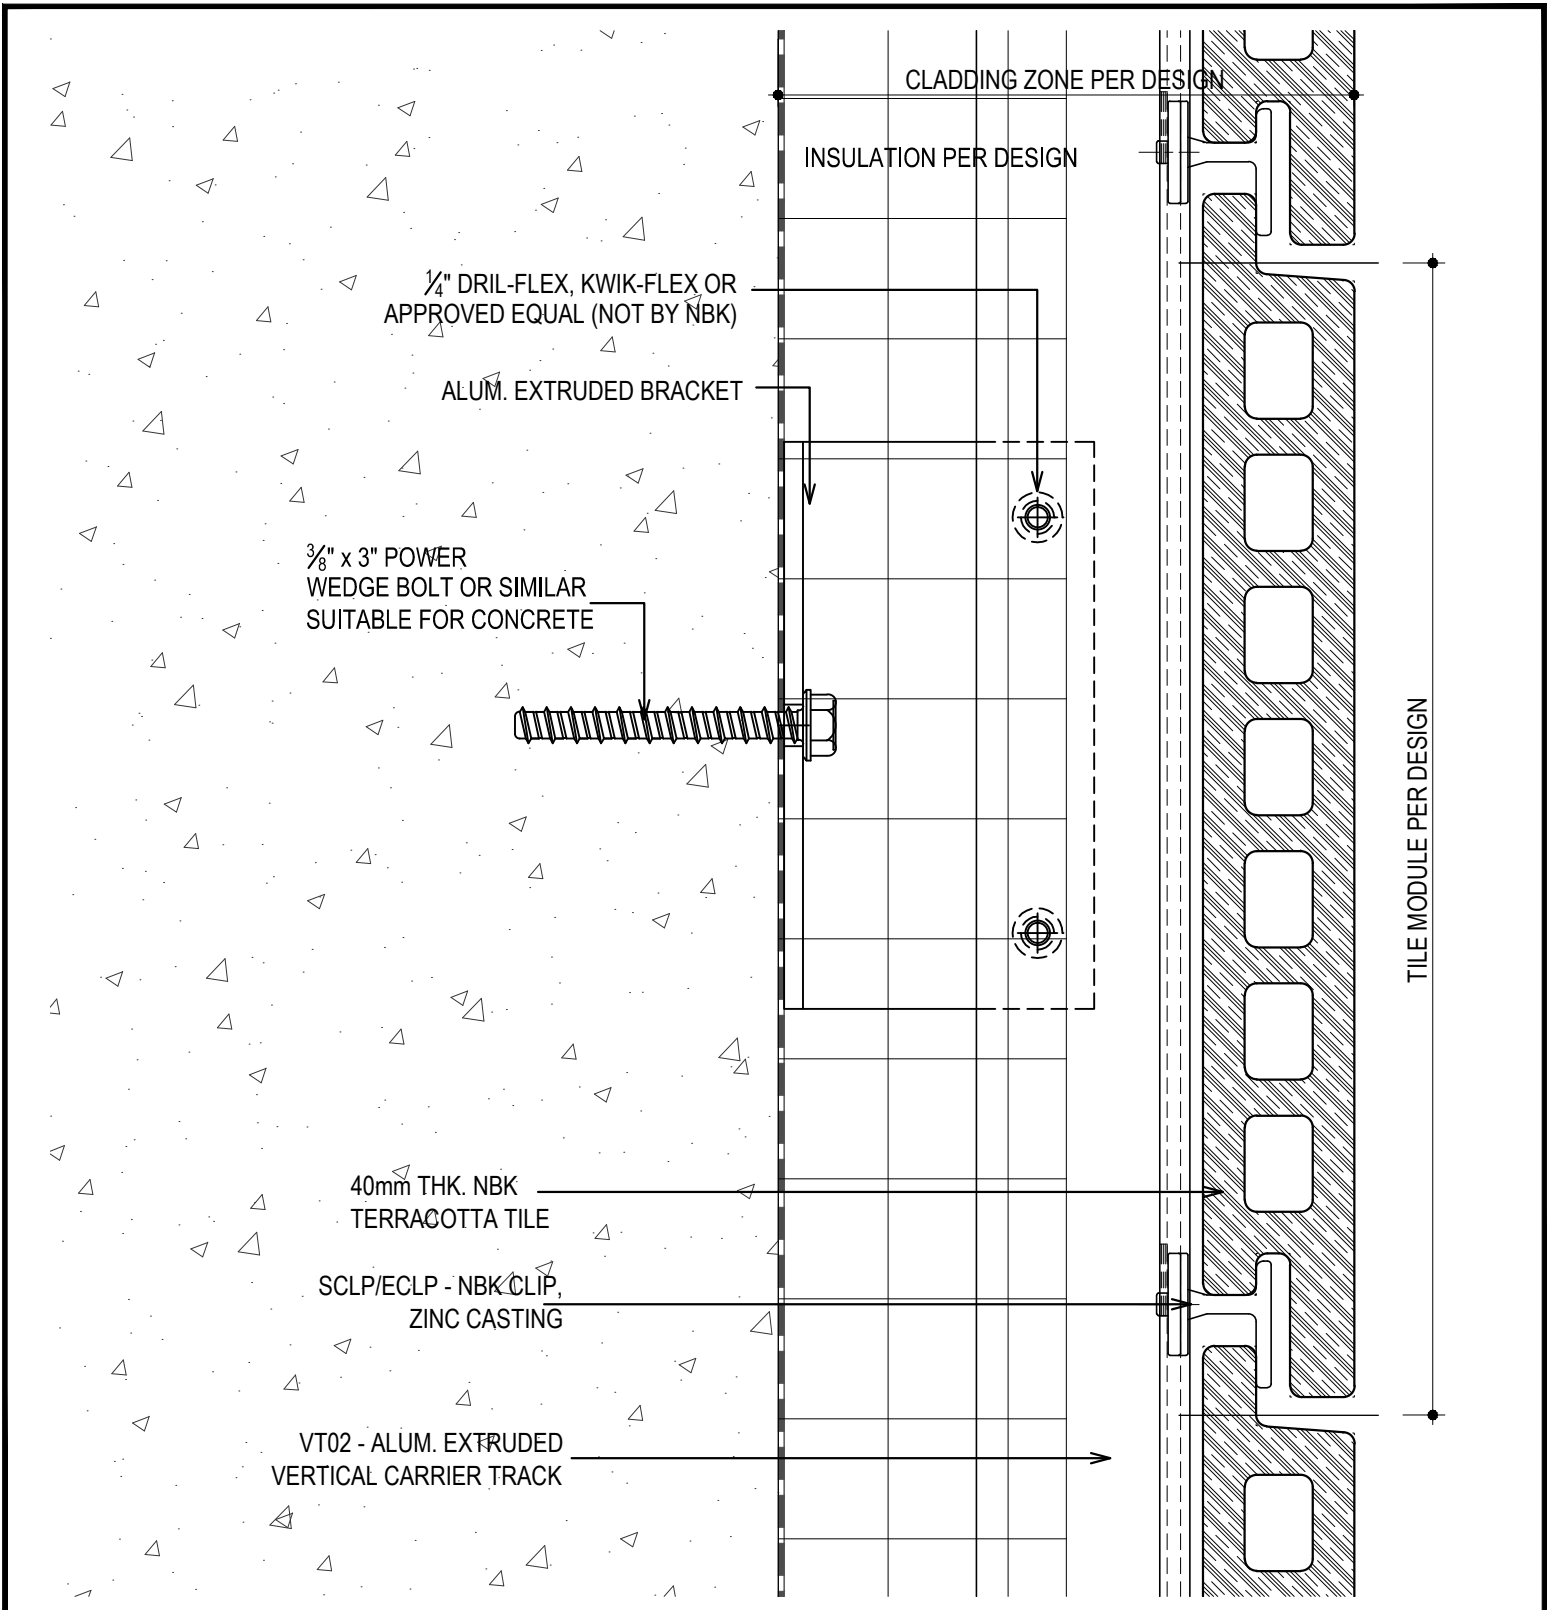 CLADDING ZONE PER DESIGN
INSULATION PER DESIGN
¼" DRIL-FLEX, KWIK-FLEX OR
APPROVED EQUAL (NOT BY NBK)
ALUM. EXTRUDED BRACKET
⅜" x 3" POWER
WEDGE BOLT OR SIMILAR
SUITABLE FOR CONCRETE
TILE MODULE PER DESIGN
40mm THK. NBK
TERRACOTTA TILE
SCLP/ECLP - NBK CLIP,
ZINC CASTING
VT02 - ALUM. EXTRUDED
VERTICAL CARRIER TRACK